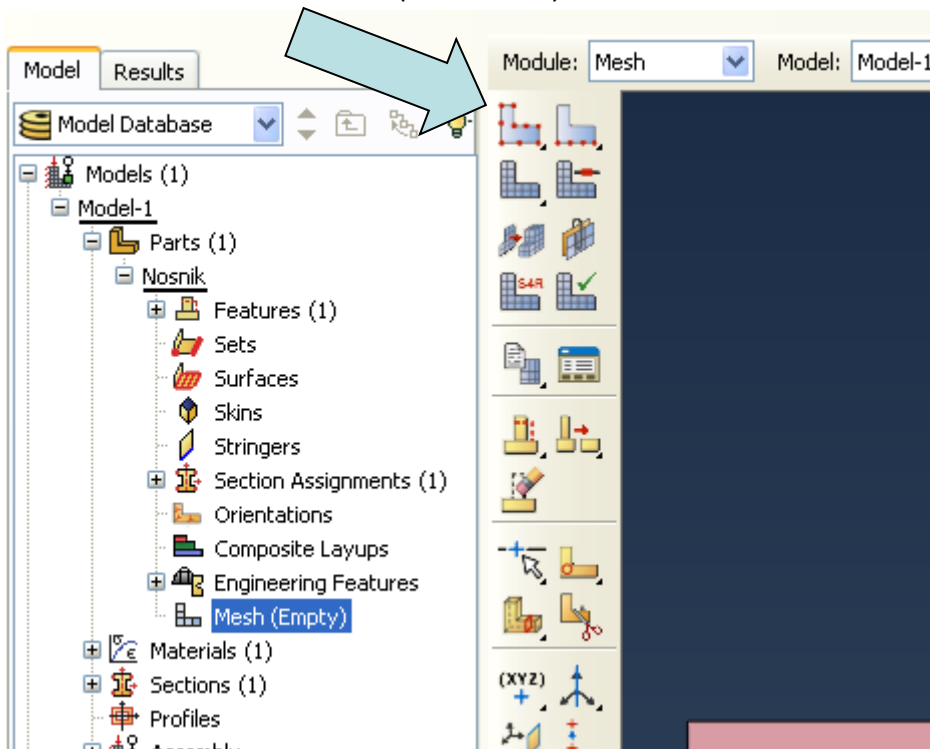 Model Results
Module: Mesh Model: Model-1
Model Database
Models (1)
Model-1
Parts (1)
Nosnik
Features (1)
Sets
Surfaces
Skins
Stringers
Section Assignments (1)
Orientations
Composite Layups
Engineering Features
Mesh (Empty)
Materials (1)
Sections (1)
Profiles
S4R
(XYZ)